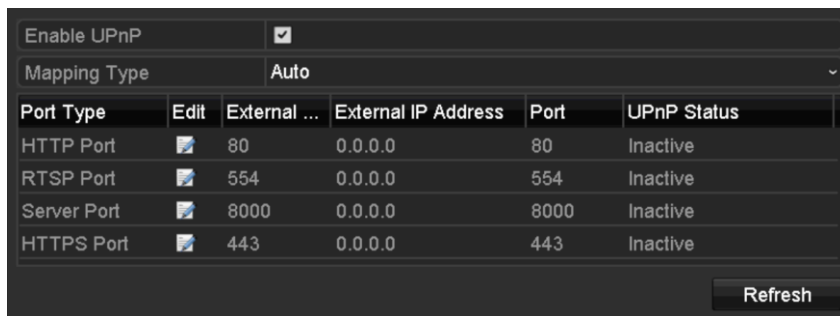 Enable UPnP
Mapping Type Auto
Port Type Edit External ... External IP Address Port UPnP Status
HTTP Port 80 0.0.0.0 80 Inactive
RTSP Port 554 0.0.0.0 554 Inactive
Server Port 8000 0.0.0.0 8000 Inactive
HTTPS Port 443 0.0.0.0 443 Inactive
Refresh